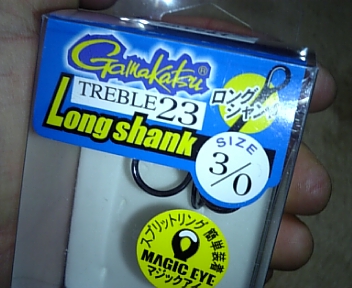 Gamakatsu®
TREBLE 23
ロング
シャンク
Long shank
SIZE
3/0
スプリットリング
簡単装着
MAGIC EYE
マジックアイ